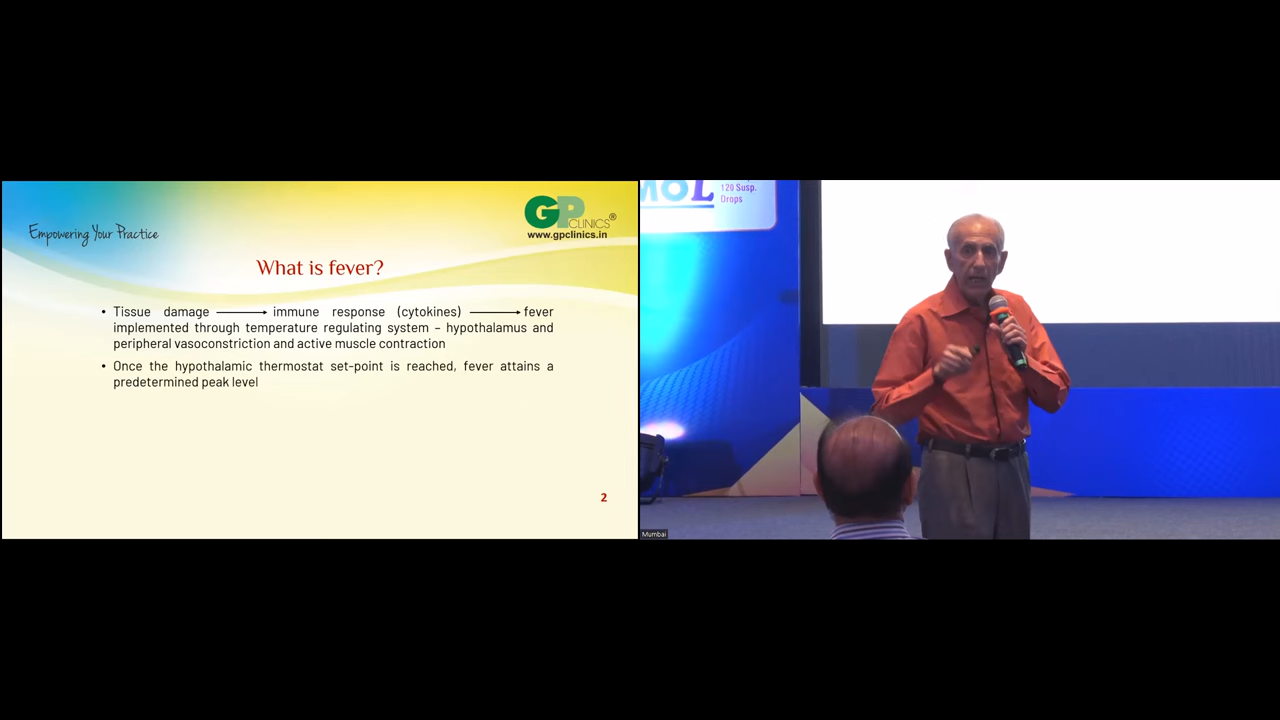 Empowering Your Practice
GP CLINICS®
www.gpclinics.in
What is fever?
• Tissue damage ⟶ immune response (cytokines) ⟶ fever
implemented through temperature regulating system – hypothalamus and
peripheral vasoconstriction and active muscle contraction
• Once the hypothalamic thermostat set-point is reached, fever attains a
predetermined peak level
2
MOL
120 Susp.
Drops
Mumbai